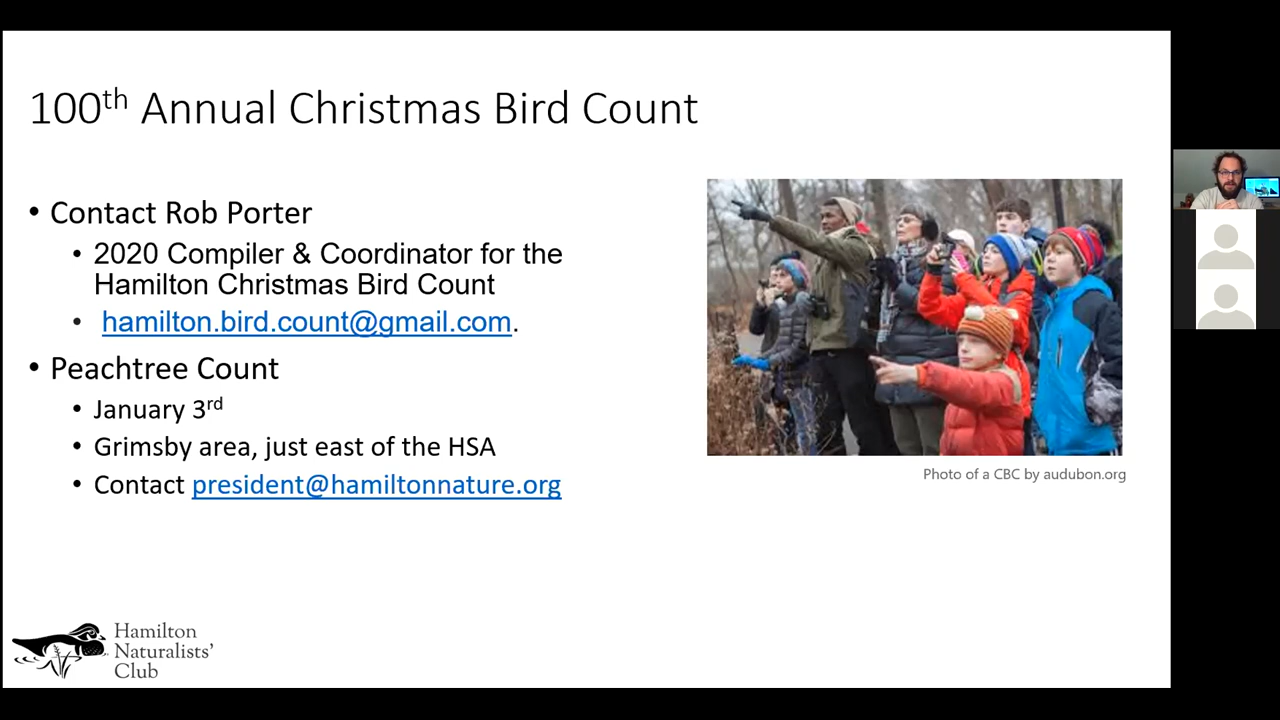 100th Annual Christmas Bird Count
• Contact Rob Porter
• 2020 Compiler & Coordinator for the
Hamilton Christmas Bird Count
• hamilton.bird.count@gmail.com.
• Peachtree Count
• January 3rd
• Grimsby area, just east of the HSA
• Contact president@hamiltonnature.org
Photo of a CBC by audubon.org
Hamilton
Naturalists'
Club